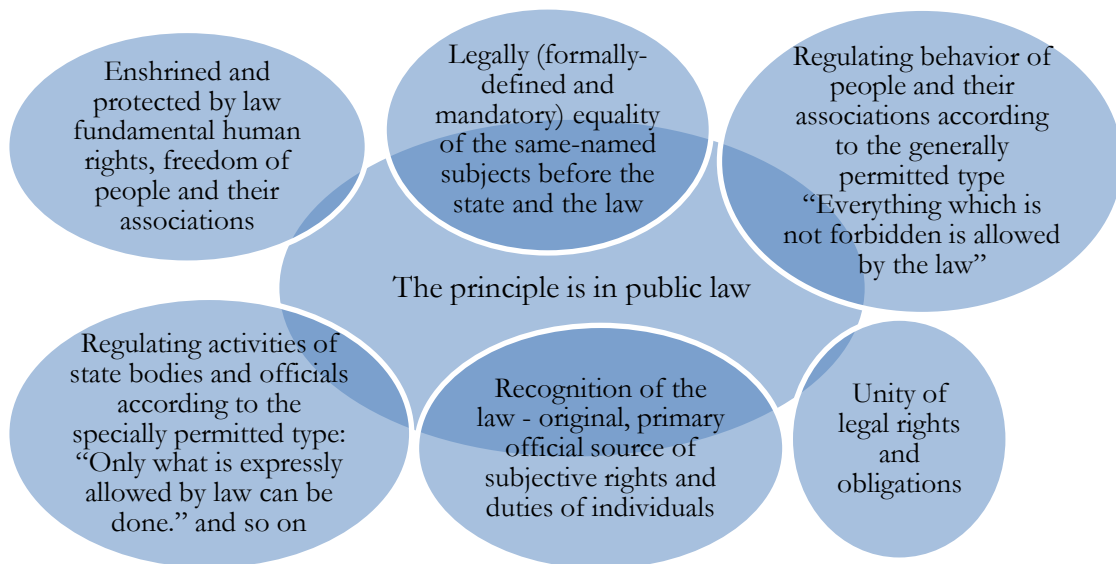 Enshrined and
protected by law
fundamental human
rights, freedom of
people and their
associations
Legally (formally-
defined and
mandatory) equality
of the same-named
subjects before the
state and the law
Regulating behavior of
people and their
associations according
to the generally
permitted type
“Everything which is
not forbidden is allowed
by the law”
The principle is in public law
Regulating activities of
state bodies and officials
according to the
specially permitted type:
“Only what is expressly
allowed by law can be
done.” and so on
Recognition of the
law - original, primary
official source of
subjective rights and
duties of individuals
Unity of
legal rights
and
obligations